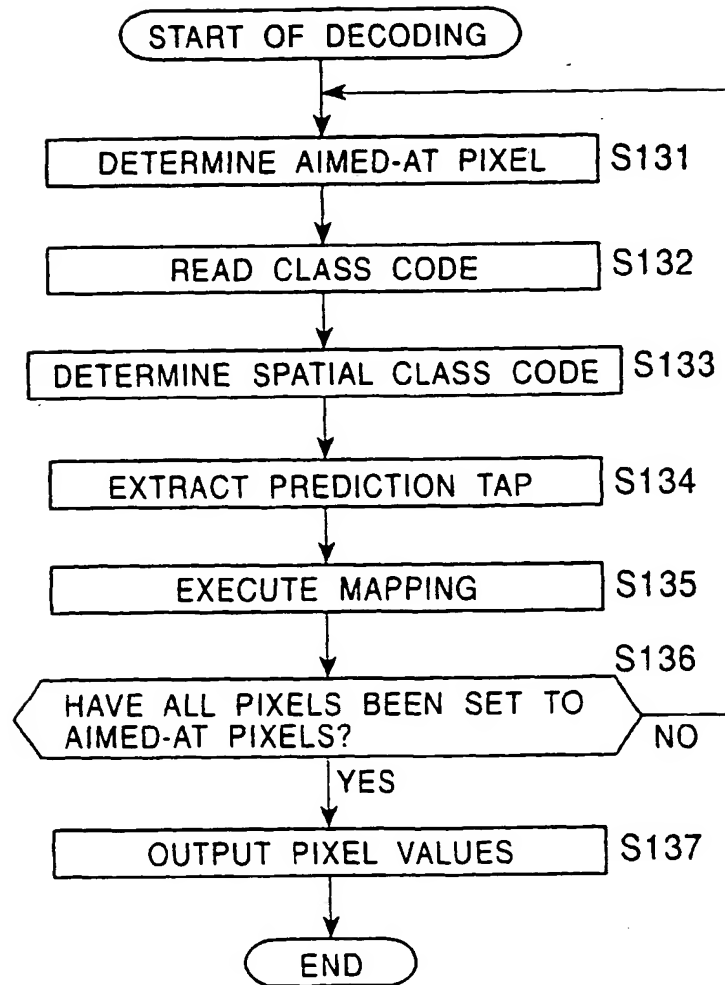 START OF DECODING
DETERMINE AIMED-AT PIXEL S131
READ CLASS CODE S132
DETERMINE SPATIAL CLASS CODE S133
EXTRACT PREDICTION TAP S134
EXECUTE MAPPING S135
S136
HAVE ALL PIXELS BEEN SET TO
AIMED-AT PIXELS?
NO
YES
OUTPUT PIXEL VALUES S137
END